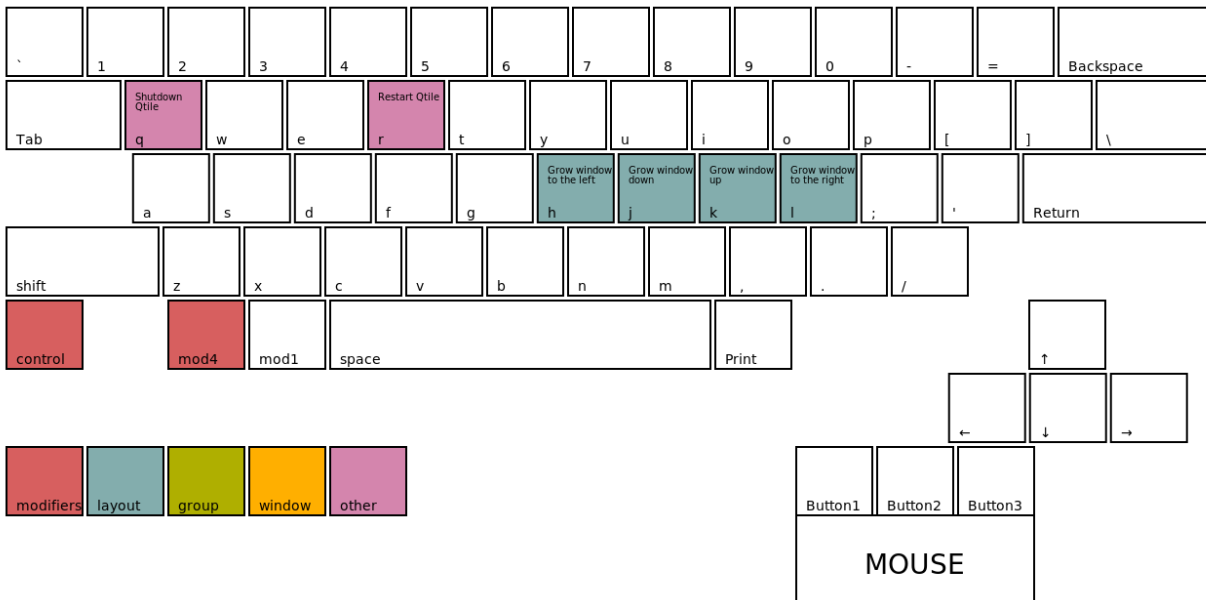 ` 1 2 3 4 5 6 7 8 9 0 - = Backspace
Shutdown
Qtile
Restart Qtile
Tab q w e r t y u i o p [ ] \
Grow window
to the left
Grow window
down
Grow window
up
Grow window
to the right
a s d f g h j k l ; ' Return
shift z x c v b n m , . /
control mod4 mod1 space Print ↑
← ↓ →
modifiers layout group window other Button1 Button2 Button3
MOUSE